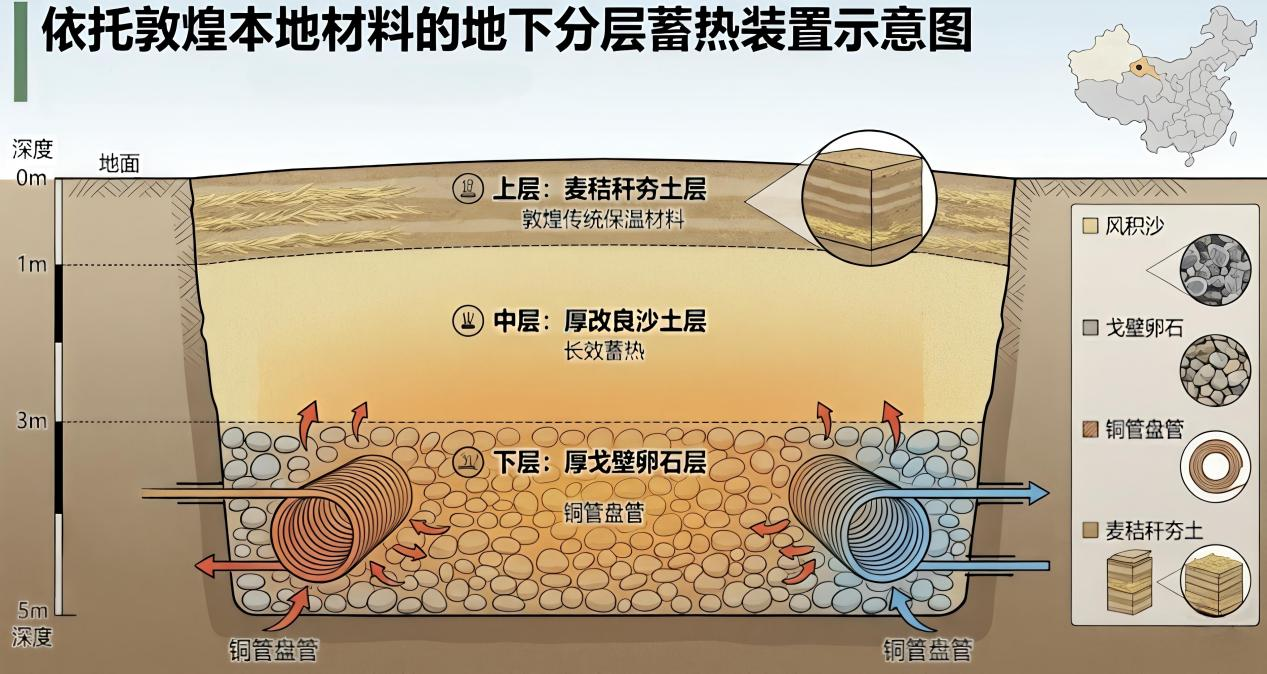 依托敦煌本地材料的地下分层蓄热装置示意图
深度
0m
地面
上层：麦秸秆夯土层
敦煌传统保温材料
1m
中层：厚改良沙土层
长效蓄热
3m
下层：厚戈壁卵石层
铜管盘管
5m
深度
铜管盘管
铜管盘管
风积沙
戈壁卵石
铜管盘管
麦秸秆夯土